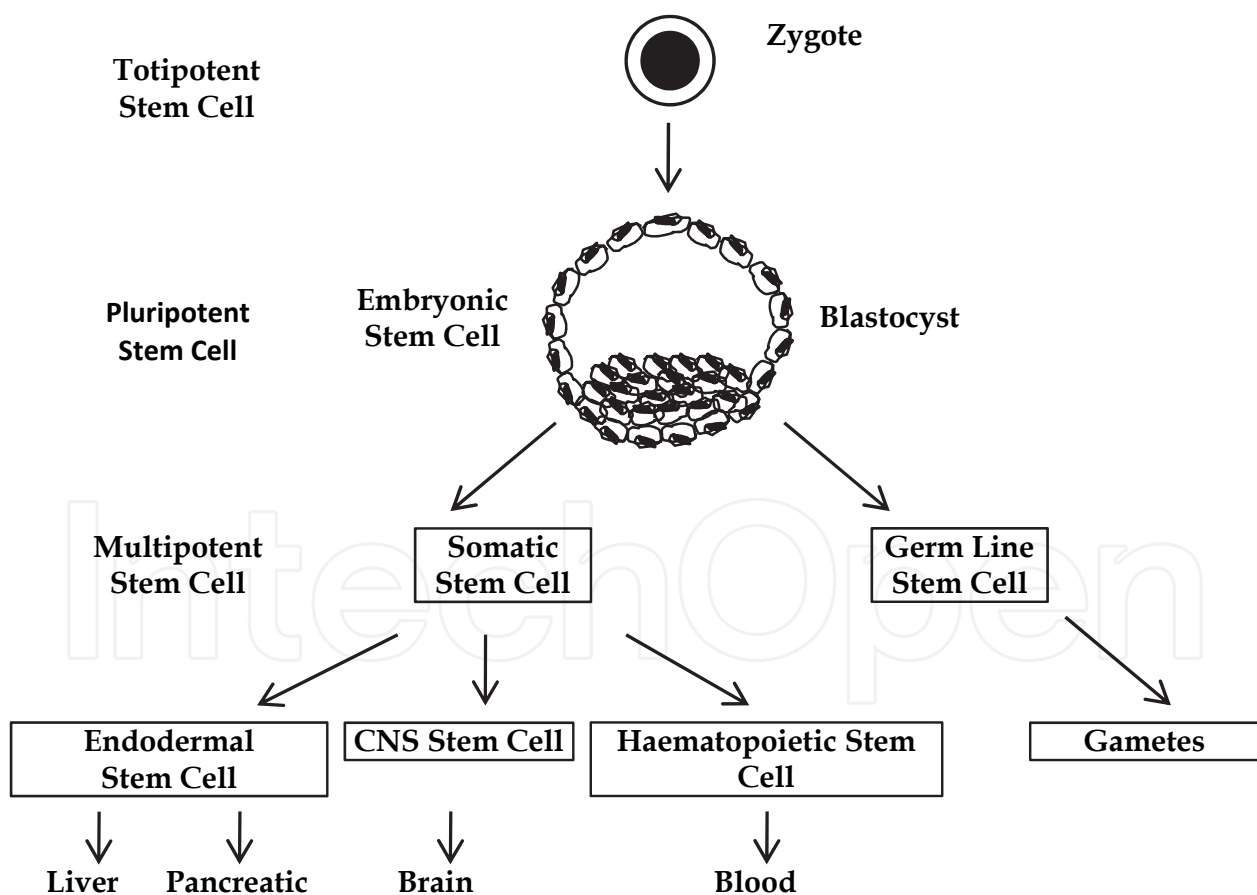 Zygote
Totipotent
Stem Cell
Embryonic
Stem Cell
Blastocyst
Pluripotent
Stem Cell
Multipotent
Stem Cell
Somatic
Stem Cell
Germ Line
Stem Cell
IntechOpen
Endodermal
Stem Cell
CNS Stem Cell
Haematopoietic Stem
Cell
Gametes
Liver
Pancreatic
Brain
Blood